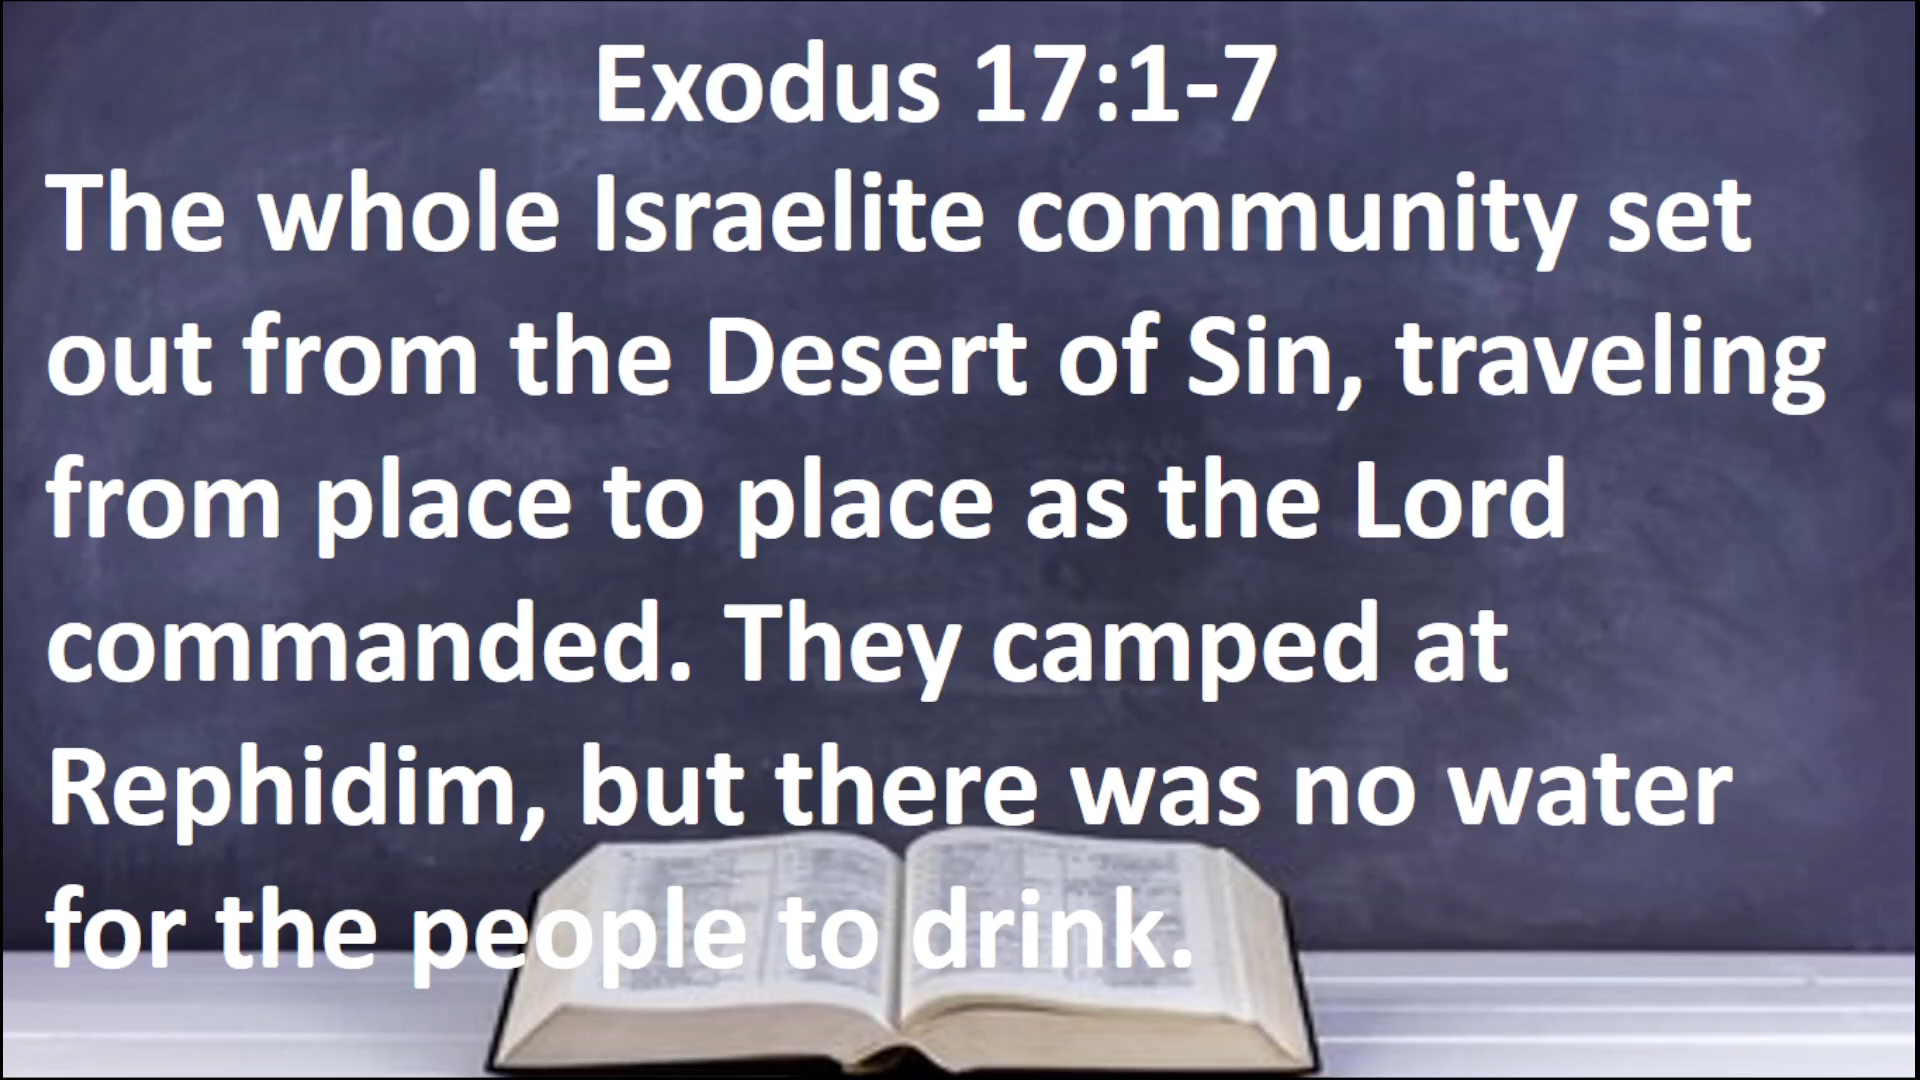 Exodus 17:1-7
The whole Israelite community set
out from the Desert of Sin, traveling
from place to place as the Lord
commanded. They camped at
Rephidim, but there was no water
for the people to drink.